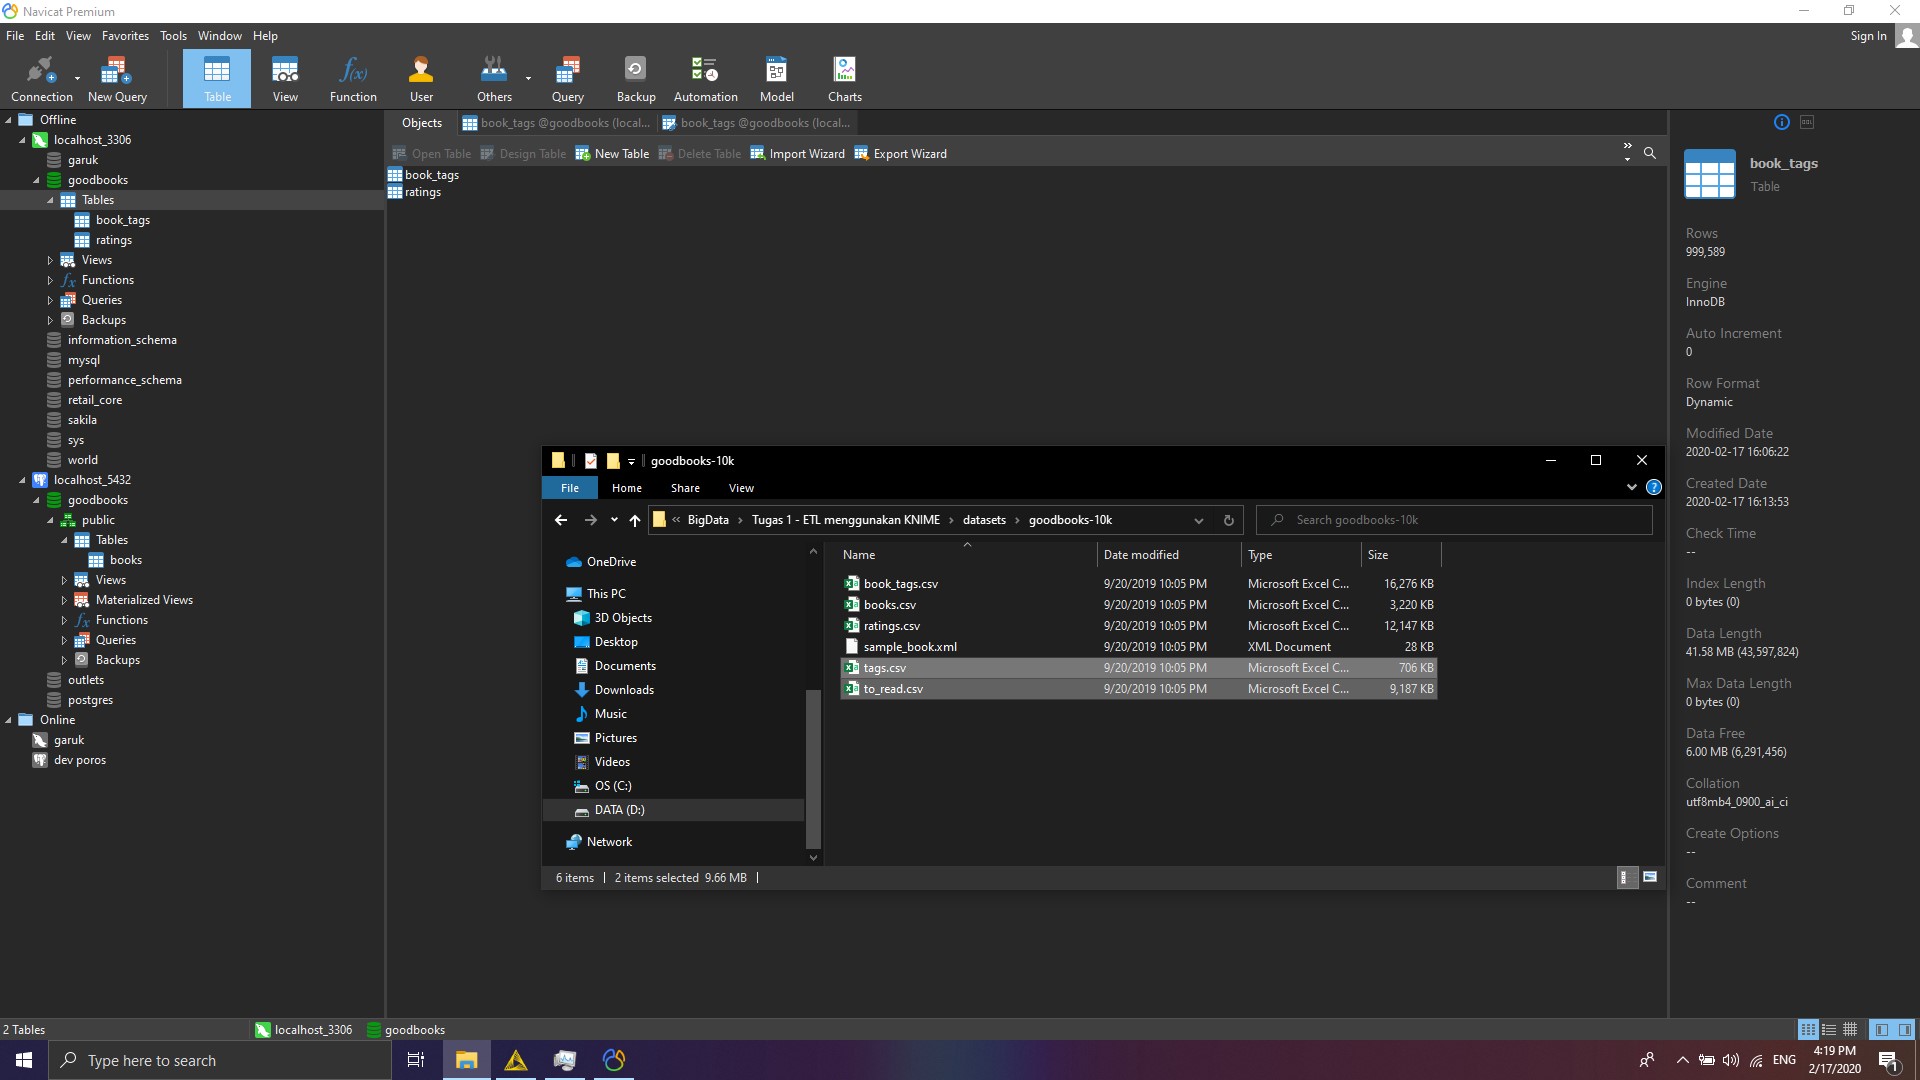 Navicat Premium
File Edit View Favorites Tools Window Help
Sign In
Connection New Query Table View Function User Others Query Backup Automation Model Charts
Offline
localhost_3306
garuk
goodbooks
Tables
book_tags
ratings
Views
Functions
Queries
Backups
information_schema
mysql
performance_schema
retail_core
sakila
sys
world
localhost_5432
goodbooks
public
Tables
books
Views
Materialized Views
Functions
Queries
Backups
outlets
postgres
Online
garuk
dev poros
Objects book_tags @goodbooks (local... book_tags @goodbooks (local...
Open Table Design Table New Table Delete Table Import Wizard Export Wizard
book_tags
ratings
goodbooks-10k
File Home Share View
« BigData › Tugas 1 - ETL menggunakan KNIME › datasets › goodbooks-10k
Search goodbooks-10k
OneDrive
This PC
3D Objects
Desktop
Documents
Downloads
Music
Pictures
Videos
OS (C:)
DATA (D:)
Network
Name Date modified Type Size
book_tags.csv 9/20/2019 10:05 PM Microsoft Excel C... 16,276 KB
books.csv 9/20/2019 10:05 PM Microsoft Excel C... 3,220 KB
ratings.csv 9/20/2019 10:05 PM Microsoft Excel C... 12,147 KB
sample_book.xml 9/20/2019 10:05 PM XML Document 28 KB
tags.csv 9/20/2019 10:05 PM Microsoft Excel C... 706 KB
to_read.csv 9/20/2019 10:05 PM Microsoft Excel C... 9,187 KB
6 items 2 items selected 9.66 MB
book_tags
Table
Rows
999,589
Engine
InnoDB
Auto Increment
0
Row Format
Dynamic
Modified Date
2020-02-17 16:06:22
Created Date
2020-02-17 16:13:53
Check Time
--
Index Length
0 bytes (0)
Data Length
41.58 MB (43,597,824)
Max Data Length
0 bytes (0)
Data Free
6.00 MB (6,291,456)
Collation
utf8mb4_0900_ai_ci
Create Options
--
Comment
--
2 Tables
localhost_3306 goodbooks
Type here to search
ENG
4:19 PM
2/17/2020
1